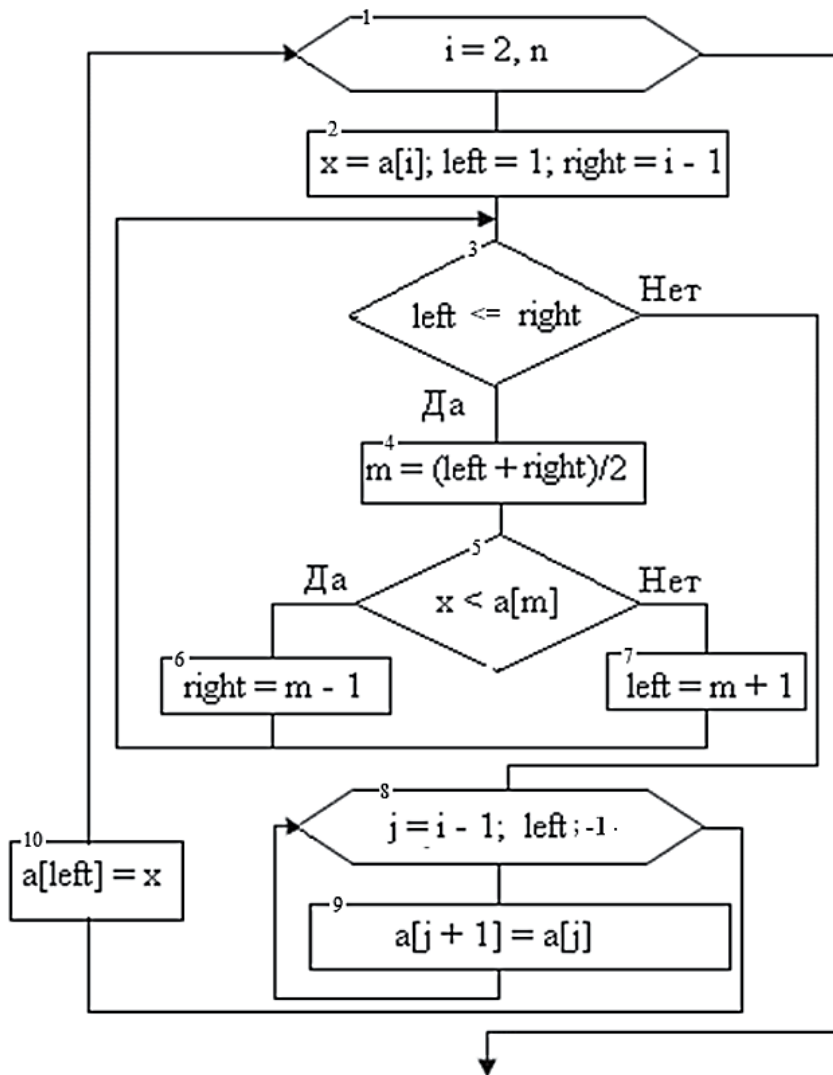 1
i = 2, n
2
x = a[i]; left = 1; right = i - 1
3
left <= right
Нет
Да
4
m = (left + right)/2
5
x < a[m]
Да
Нет
6
right = m - 1
7
left = m + 1
8
j = i - 1; left ; -1 .
9
a[j + 1] = a[j]
10
a[left] = x